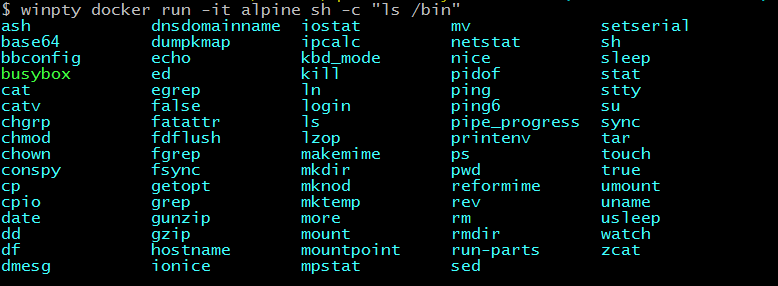 $ winpty docker run -it alpine sh -c "ls /bin"
ash dnsdomainname iostat mv setserial
base64 dumpkmap ipcalc netstat sh
bbconfig echo kbd_mode nice sleep
busybox ed kill pidof stat
cat egrep ln ping stty
catv false login ping6 su
chgrp fatattr ls pipe_progress sync
chmod fdflush lzop printenv tar
chown fgrep makemime ps touch
conspy fsync mkdir pwd true
cp getopt mknod reformime umount
cpio grep mktemp rev uname
date gunzip more rm usleep
dd gzip mount rmdir watch
df hostname mountpoint run-parts zcat
dmesg ionice mpstat sed